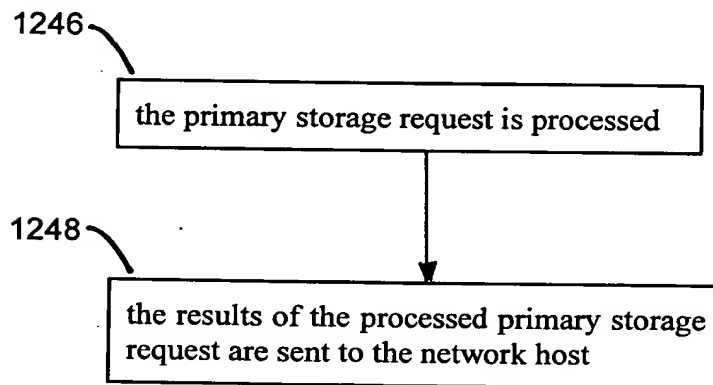 1246
the primary storage request is processed
1248
the results of the processed primary storage
request are sent to the network host